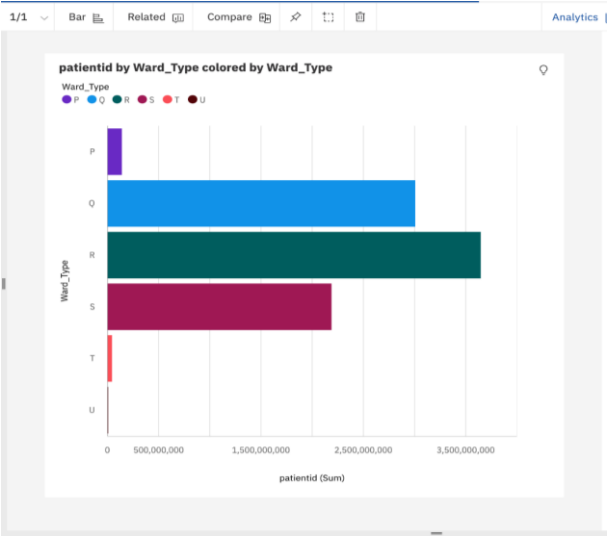 1/1 Bar Related Compare Analytics
patientid by Ward_Type colored by Ward_Type
Ward_Type
P Q R S T U
P
Q
R
S
T
U
Ward_Type
0 500,000,000 1,500,000,000 2,500,000,000 3,500,000,000
patientid (Sum)